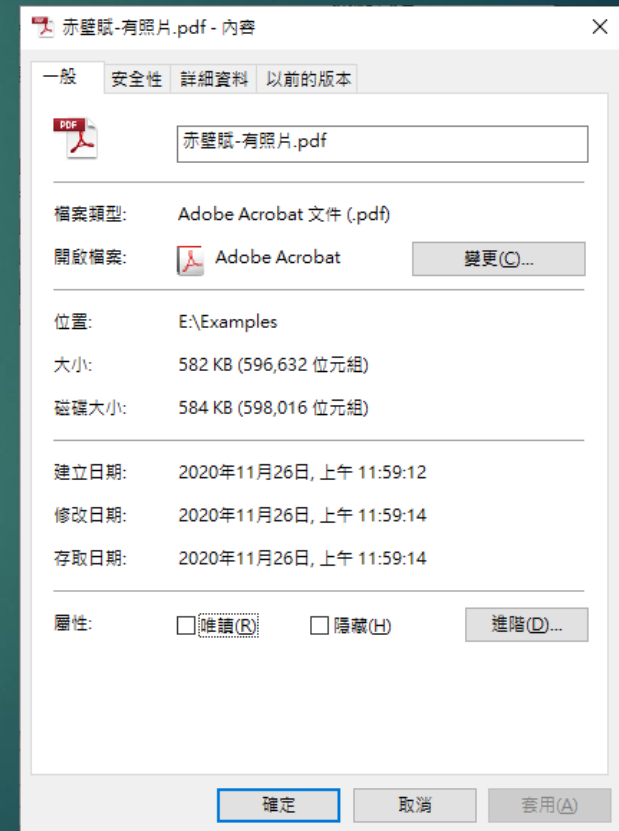 赤壁賦-有照片.pdf - 內容
一般 安全性 詳細資料 以前的版本
PDF
赤壁賦-有照片.pdf
檔案類型: Adobe Acrobat 文件 (.pdf)
開啟檔案: Adobe Acrobat 變更(C)...
位置: E:\Examples
大小: 582 KB (596,632 位元組)
磁碟大小: 584 KB (598,016 位元組)
建立日期: 2020年11月26日, 上午 11:59:12
修改日期: 2020年11月26日, 上午 11:59:14
存取日期: 2020年11月26日, 上午 11:59:14
屬性: 唯讀(R) 隱藏(H) 進階(D)...
確定 取消 套用(A)